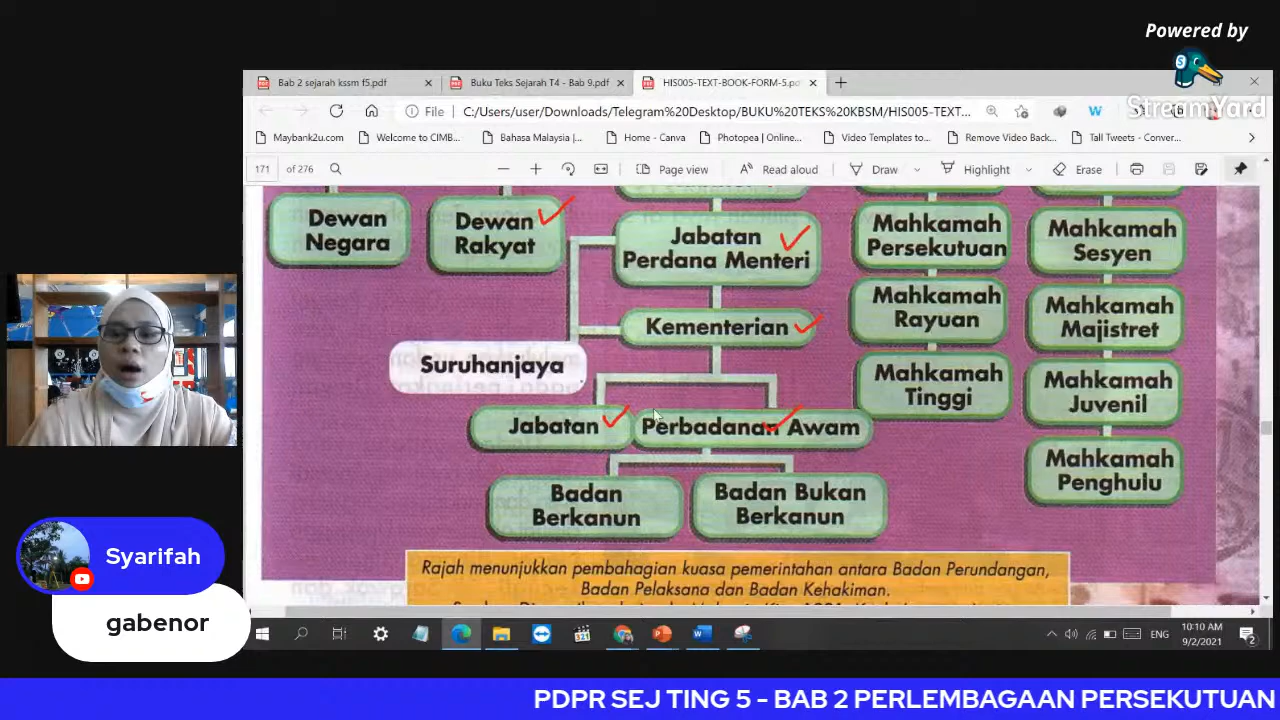 Powered by
StreamYard
Bab 2 sejarah kssm f5.pdf
Buku Teks Sejarah T4 - Bab 9.pdf
HIS005-TEXT-BOOK-FORM-5.p
File
C:/Users/user/Downloads/Telegram%20Desktop/BUKU%20TEKS%20KBSM/HIS005-TEXT...
Maybank2u.com
Welcome to CIMB...
Bahasa Malaysia |...
Home - Canva
Photopea | Online...
Video Templates to...
Remove Video Back...
Tall Tweets - Conver...
171 of 276
Page view
Read aloud
Draw
Highlight
Erase
Dewan
Negara
Dewan
Rakyat
Jabatan
Perdana Menteri
Kementerian
Suruhanjaya
Jabatan
Perbadanan Awam
Badan
Berkanun
Badan Bukan
Berkanun
Mahkamah
Persekutuan
Mahkamah
Rayuan
Mahkamah
Tinggi
Mahkamah
Sesyen
Mahkamah
Majistret
Mahkamah
Juvenil
Mahkamah
Penghulu
Rajah menunjukkan pembahagian kuasa pemerintahan antara Badan Perundangan,
Badan Pelaksana dan Badan Kehakiman.
Syarifah
gabenor
ENG
10:10 AM
9/2/2021
2
PDPR SEJ TING 5 - BAB 2 PERLEMBAGAAN PERSEKUTUAN